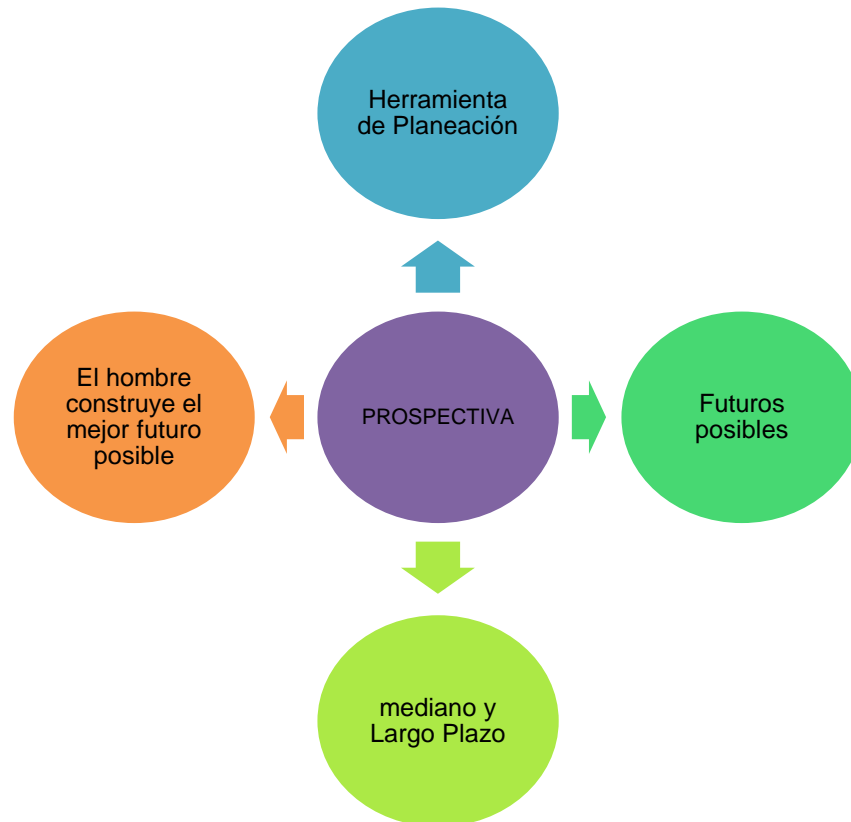 Herramienta
de Planeación
El hombre
construye el
mejor futuro
posible
PROSPECTIVA
Futuros
posibles
mediano y
Largo Plazo